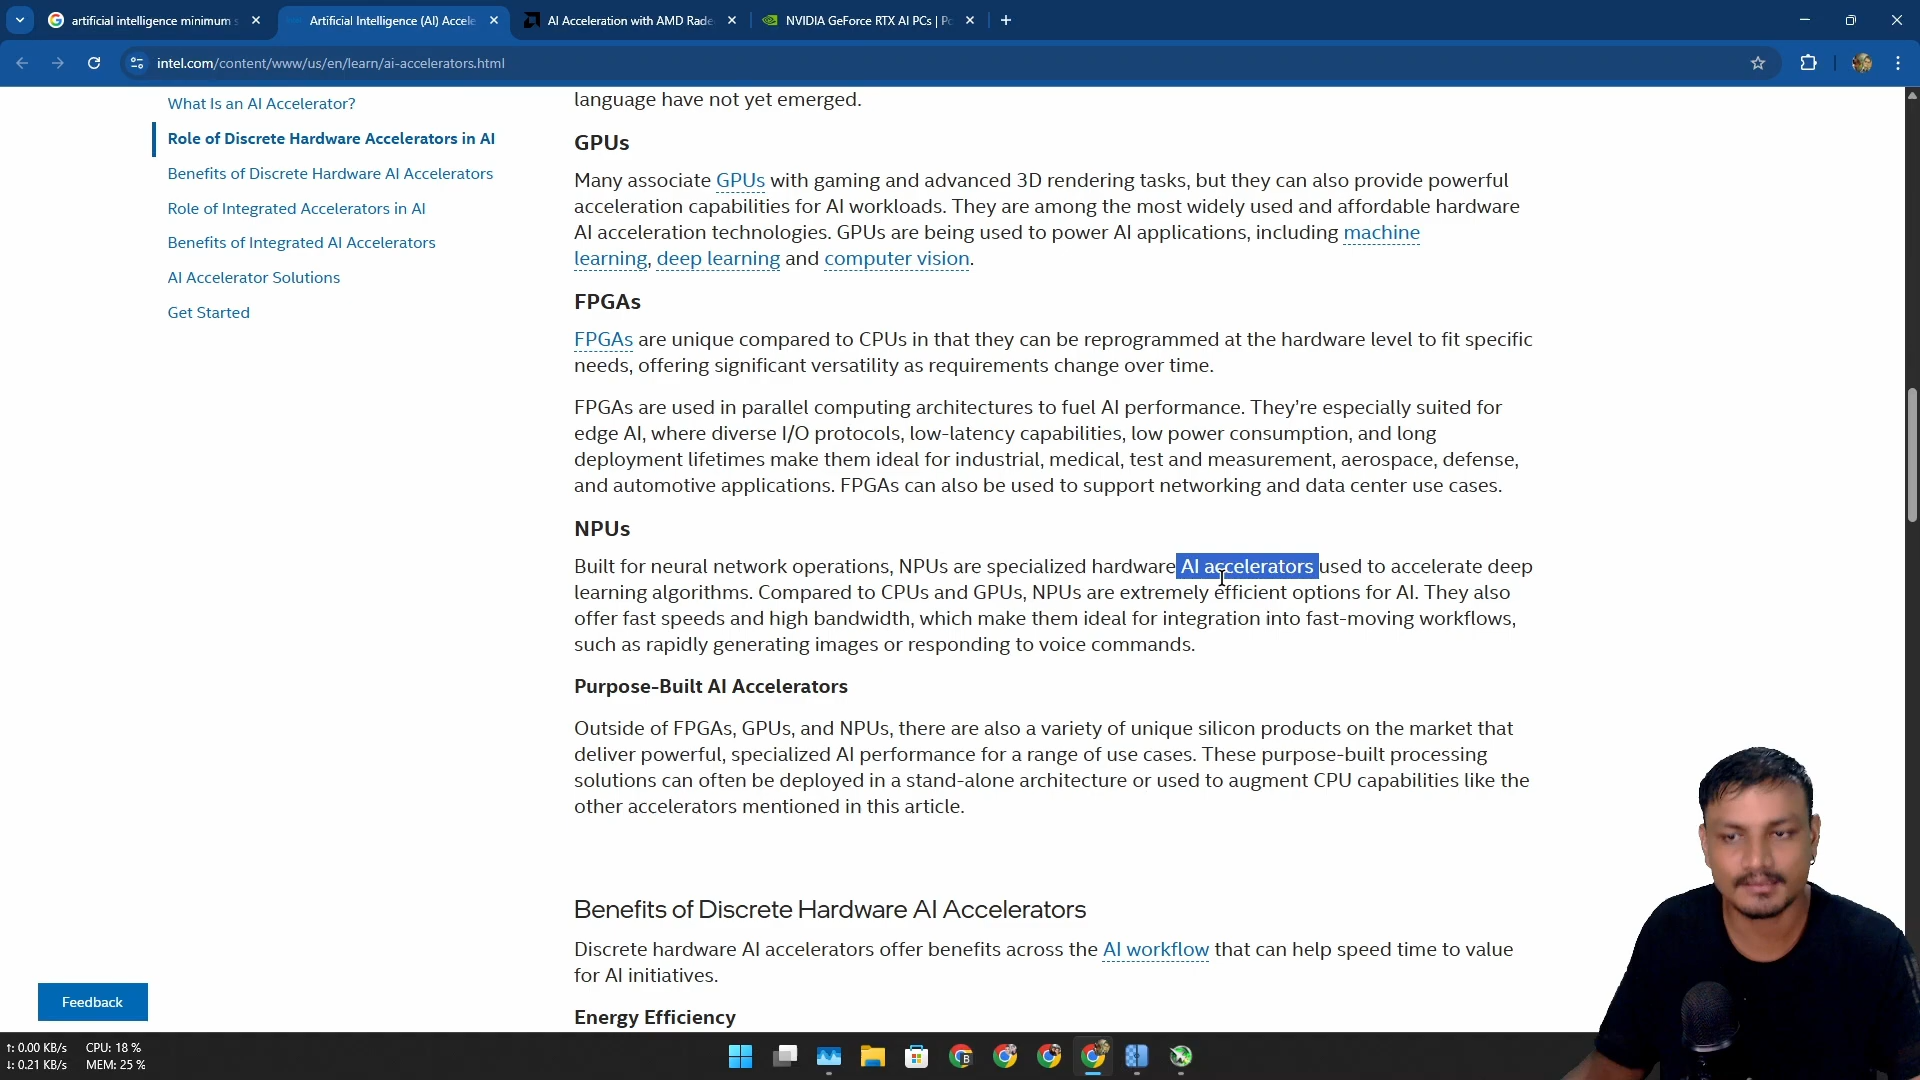 artificial intelligence minimum s
Artificial Intelligence (AI) Accele
AI Acceleration with AMD Rade
NVIDIA GeForce RTX AI PCs | Po
intel.com/content/www/us/en/learn/ai-accelerators.html
What Is an AI Accelerator?
Role of Discrete Hardware Accelerators in AI
Benefits of Discrete Hardware AI Accelerators
Role of Integrated Accelerators in AI
Benefits of Integrated AI Accelerators
AI Accelerator Solutions
Get Started
language have not yet emerged.
GPUs
Many associate GPUs with gaming and advanced 3D rendering tasks, but they can also provide powerful
acceleration capabilities for AI workloads. They are among the most widely used and affordable hardware
AI acceleration technologies. GPUs are being used to power AI applications, including machine
learning, deep learning and computer vision.
FPGAs
FPGAs are unique compared to CPUs in that they can be reprogrammed at the hardware level to fit specific
needs, offering significant versatility as requirements change over time.
FPGAs are used in parallel computing architectures to fuel AI performance. They’re especially suited for
edge AI, where diverse I/O protocols, low-latency capabilities, low power consumption, and long
deployment lifetimes make them ideal for industrial, medical, test and measurement, aerospace, defense,
and automotive applications. FPGAs can also be used to support networking and data center use cases.
NPUs
Built for neural network operations, NPUs are specialized hardware AI accelerators used to accelerate deep
learning algorithms. Compared to CPUs and GPUs, NPUs are extremely efficient options for AI. They also
offer fast speeds and high bandwidth, which make them ideal for integration into fast-moving workflows,
such as rapidly generating images or responding to voice commands.
Purpose-Built AI Accelerators
Outside of FPGAs, GPUs, and NPUs, there are also a variety of unique silicon products on the market that
deliver powerful, specialized AI performance for a range of use cases. These purpose-built processing
solutions can often be deployed in a stand-alone architecture or used to augment CPU capabilities like the
other accelerators mentioned in this article.
Benefits of Discrete Hardware AI Accelerators
Discrete hardware AI accelerators offer benefits across the AI workflow that can help speed time to value
for AI initiatives.
Energy Efficiency
Feedback
↑: 0.00 KB/s CPU: 18 %
↓: 0.21 KB/s MEM: 25 %